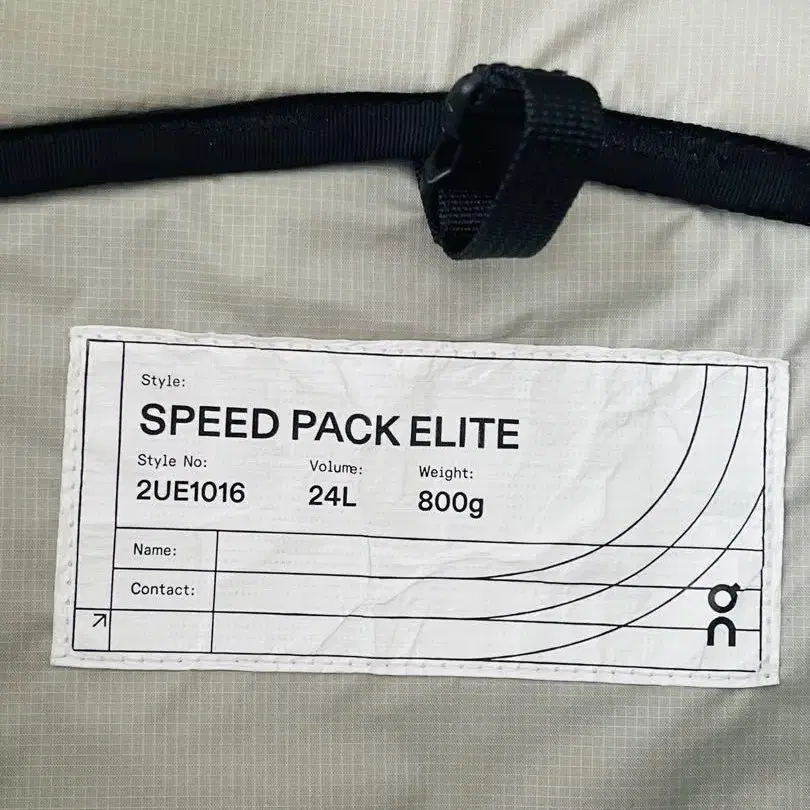 Style:
SPEED PACK ELITE
Style No: Volume: Weight:
2UE1016 24L 800g
Name:
Contact:
On